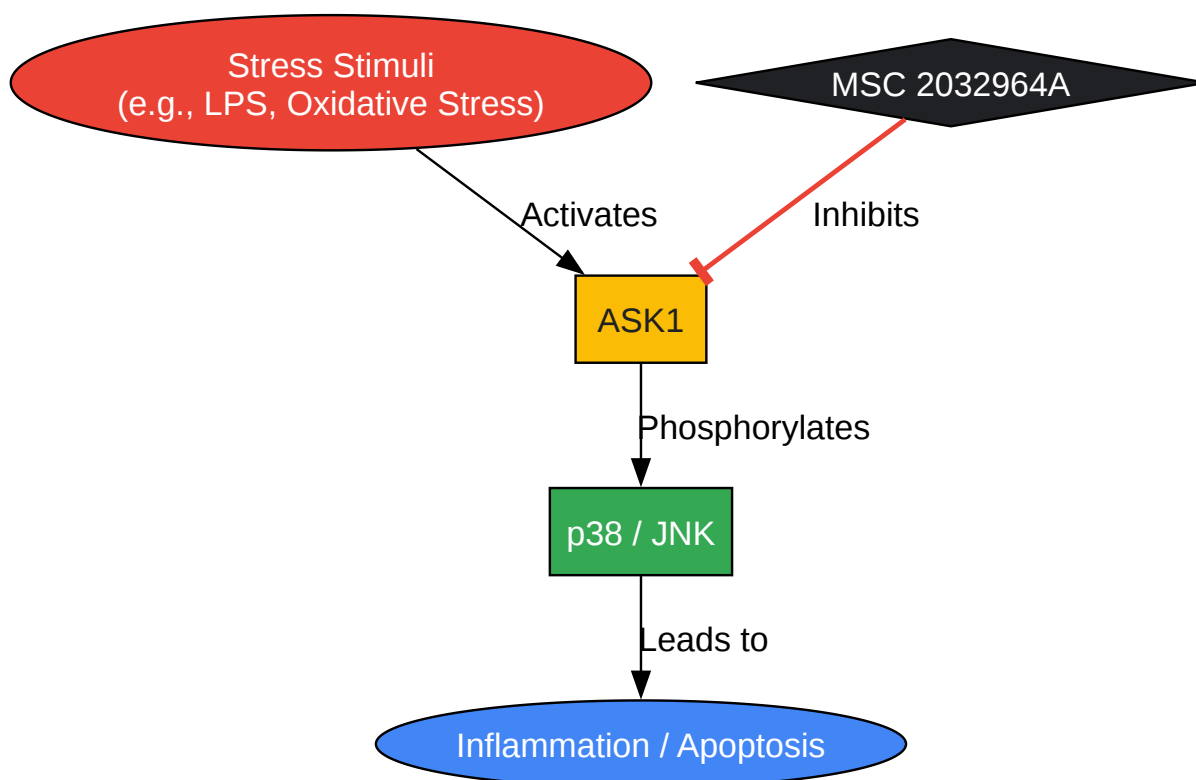 Stress Stimuli
(e.g., LPS, Oxidative Stress)
MSC 2032964A
Activates
Inhibits
ASK1
Phosphorylates
p38 / JNK
Leads to
Inflammation / Apoptosis